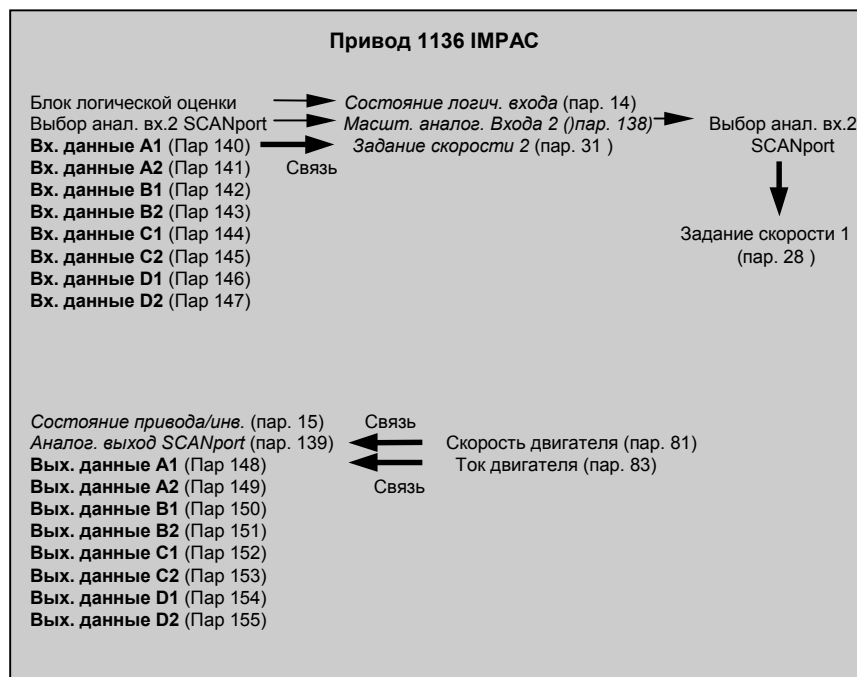 Привод 1136 IMPAC
Блок логической оценки Состояние логич. входа (пар. 14)
Выбор анал. вх.2 SCANport Масшт. аналог. Входа 2 ()пар. 138) Выбор анал. вх.2
SCANport
Вх. данные A1 (Пар 140) Задание скорости 2 (пар. 31 )
Вх. данные A2 (Пар 141) Связь
Вх. данные B1 (Пар 142)
Вх. данные B2 (Пар 143)
Вх. данные C1 (Пар 144) Задание скорости 1
Вх. данные C2 (Пар 145) (пар. 28 )
Вх. данные D1 (Пар 146)
Вх. данные D2 (Пар 147)
Состояние привода/инв. (пар. 15) Связь
Аналог. выход SCANport (пар. 139) Скорость двигателя (пар. 81)
Вых. данные A1 (Пар 148) Ток двигателя (пар. 83)
Вых. данные A2 (Пар 149) Связь
Вых. данные B1 (Пар 150)
Вых. данные B2 (Пар 151)
Вых. данные C1 (Пар 152)
Вых. данные C2 (Пар 153)
Вых. данные D1 (Пар 154)
Вых. данные D2 (Пар 155)